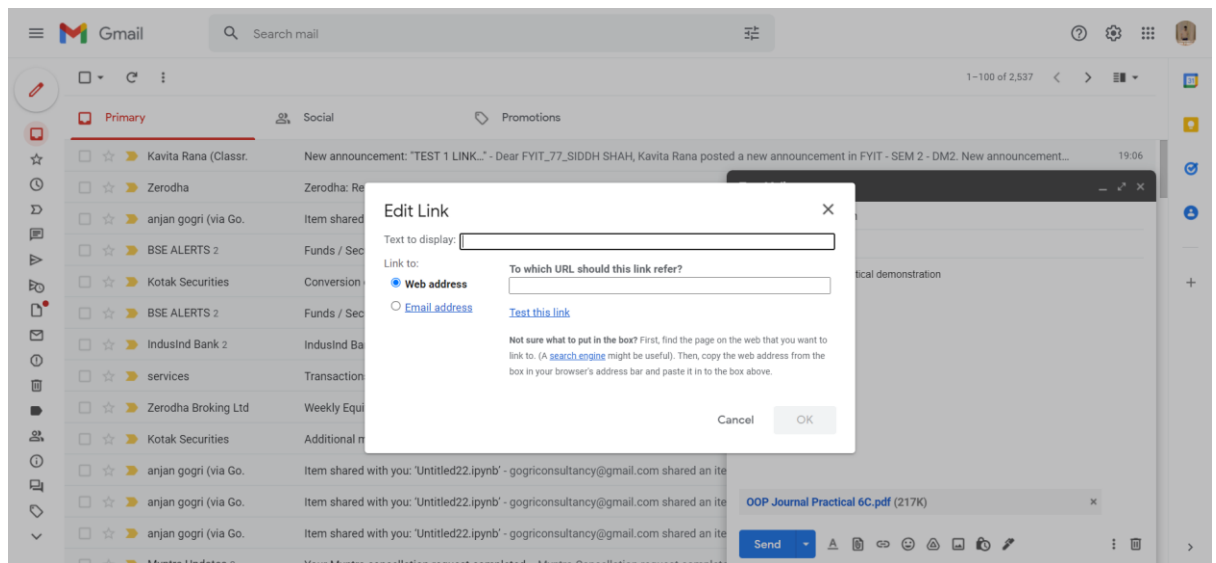 Gmail
Search mail
1–100 of 2,537
Primary
Social
Promotions
Kavita Rana (Classr.
New announcement: "TEST 1 LINK..." - Dear FYIT_77_SIDDH SHAH, Kavita Rana posted a new announcement in FYIT - SEM 2 - DM2. New announcement...
19:06
Zerodha
Zerodha: Re
anjan gogri (via Go.
Item shared
BSE ALERTS 2
Funds / Sec
Kotak Securities
Conversion
BSE ALERTS 2
Funds / Sec
IndusInd Bank 2
IndusInd Ba
services
Transaction
Zerodha Broking Ltd
Weekly Equi
Kotak Securities
Additional
anjan gogri (via Go.
Item shared with you: 'Untitled22.ipynb' - gogriconsultancy@gmail.com shared an ite
anjan gogri (via Go.
Item shared with you: 'Untitled22.ipynb' - gogriconsultancy@gmail.com shared an ite
anjan gogri (via Go.
Item shared with you: 'Untitled22.ipynb' - gogriconsultancy@gmail.com shared an ite
Edit Link
Text to display:
Link to:
Web address
Email address
To which URL should this link refer?
Test this link
Not sure what to put in the box? First, find the page on the web that you want to
link to. (A search engine might be useful). Then, copy the web address from the
box in your browser's address bar and paste it in to the box above.
Cancel
OK
tical demonstration
OOP Journal Practical 6C.pdf (217K)
Send